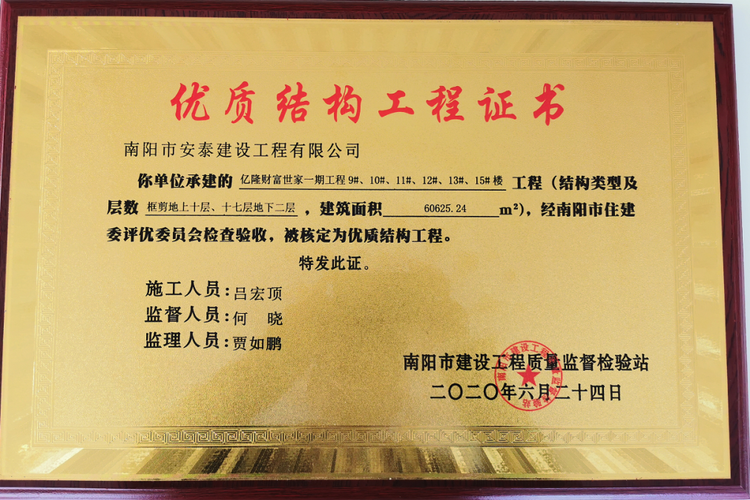 优质结构工程证书
南阳市安泰建设工程有限公司
你单位承建的 亿隆财富世家一期工程9#、10#、11#、12#、13#、15#楼 工程（结构类型及
层数 框剪地上十层、十七层地下二层 ，建筑面积 60625.24 m²），经南阳市住建
委评优委员会检查验收，被核定为优质结构工程。
特发此证。
施工人员：吕宏顶
监督人员：何 晓
监理人员：贾如鹏
南阳市建设工程质量监督检验站
二〇二〇年六月二十四日